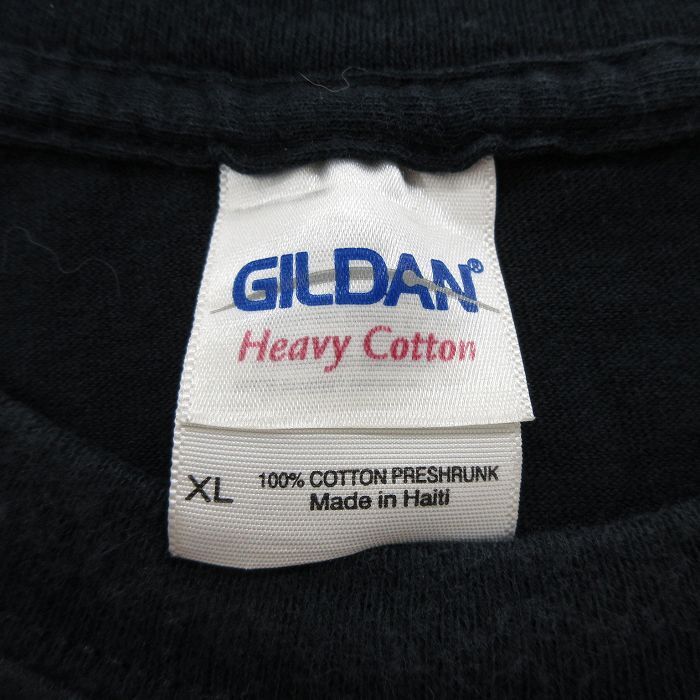 GILDAN®
Heavy Cotton
XL
100% COTTON PRESHRUNK
Made in Haiti